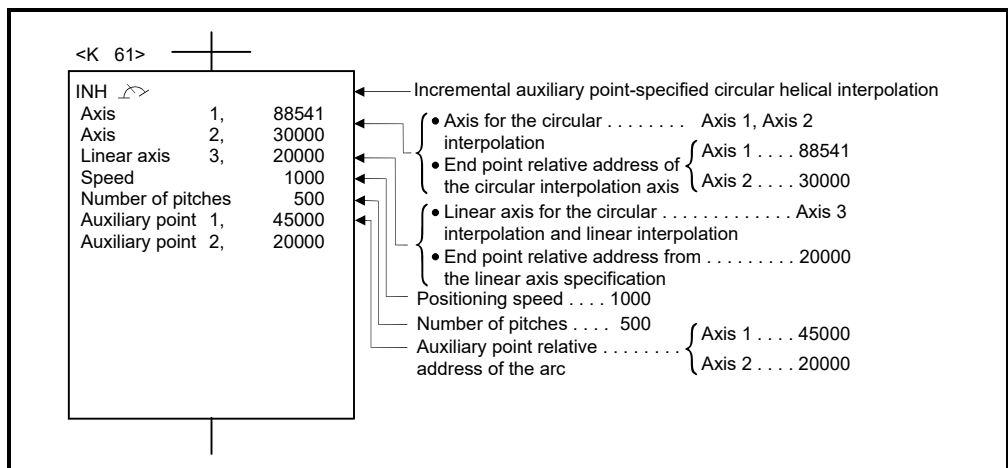 <K 61>
INH
Axis 1, 88541
Axis 2, 30000
Linear axis 3, 20000
Speed 1000
Number of pitches 500
Auxiliary point 1, 45000
Auxiliary point 2, 20000
Incremental auxiliary point-specified circular helical interpolation
• Axis for the circular . . . . . . . . Axis 1, Axis 2
interpolation
• End point relative address of
the circular interpolation axis
Axis 1 . . . . 88541
Axis 2 . . . . 30000
• Linear axis for the circular . . . . . . . . . . . . . Axis 3
interpolation and linear interpolation
• End point relative address from . . . . . . . . . 20000
the linear axis specification
Positioning speed . . . . 1000
Number of pitches . . . . 500
Auxiliary point relative . . . . . . . .
address of the arc
Axis 1 . . . . 45000
Axis 2 . . . . 20000